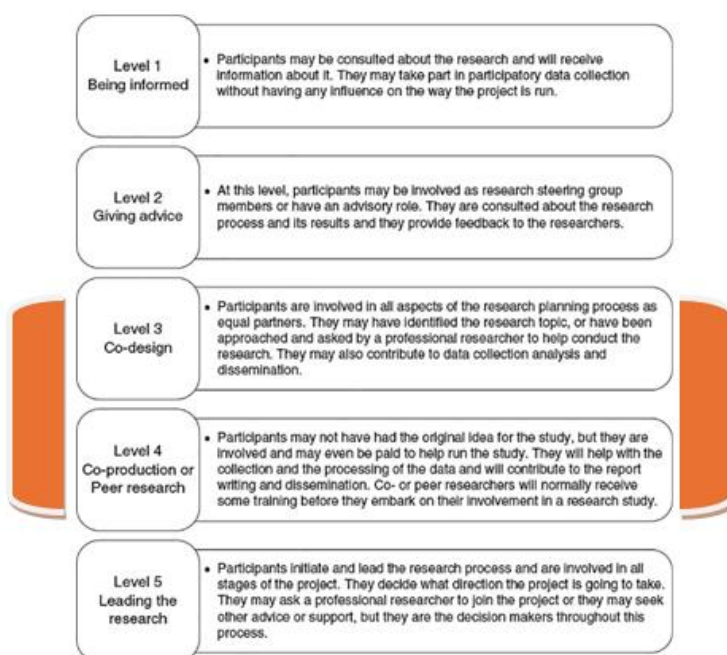 Level 1
Being informed
• Participants may be consulted about the research and will receive
information about it. They may take part in participatory data collection
without having any influence on the way the project is run.
Level 2
Giving advice
• At this level, participants may be involved as research steering group
members or have an advisory role. They are consulted about the research
process and its results and they provide feedback to the researchers.
Level 3
Co-design
• Participants are involved in all aspects of the research planning process as
equal partners. They may have identified the research topic, or have been
approached and asked by a professional researcher to help conduct the
research. They may also contribute to data collection analysis and
dissemination.
Level 4
Co-production or
Peer research
• Participants may not have had the original idea for the study, but they are
involved and may even be paid to help run the study. They will help with the
collection and the processing of the data and will contribute to the report
writing and dissemination. Co- or peer researchers will normally receive
some training before they embark on their involvement in a research study.
Level 5
Leading the
research
• Participants initiate and lead the research process and are involved in all
stages of the project. They decide what direction the project is going to take.
They may ask a professional researcher to join the project or they may seek
other advice or support, but they are the decision makers throughout this
process.